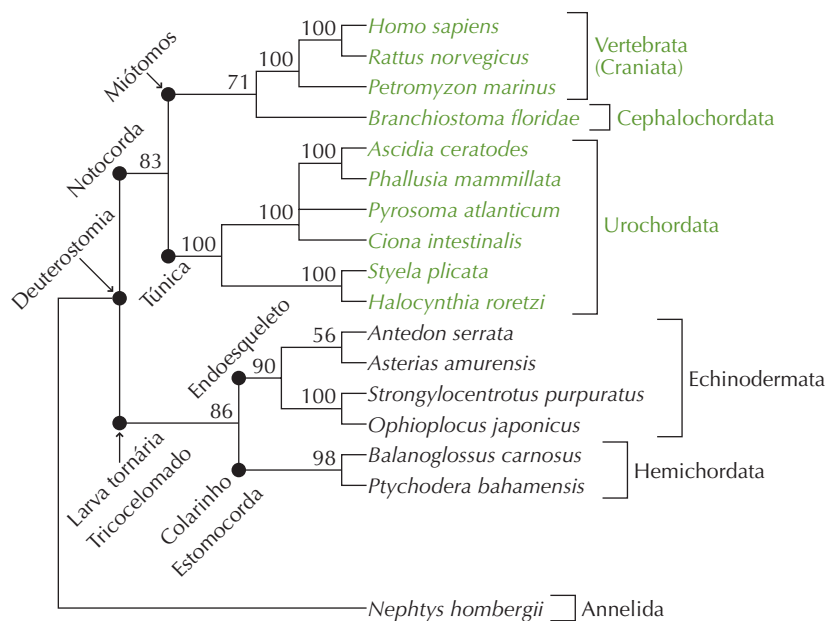 100
Homo sapiens
Rattus norvegicus
100
Petromyzon marinus
71
Branchiostoma floridae
Vertebrata
(Craniata)
Cephalochordata
Miótomos
Notocorda
83
100
Ascidia ceratodes
Phallusia mammillata
100
Pyrosoma atlanticum
Ciona intestinalis
100
100
Styela plicata
Halocynthia roretzi
Urochordata
Túnica
Deuterostomia
Endoesqueleto
56
Antedon serrata
Asterias amurensis
90
100
Strongylocentrotus purpuratus
Ophioplocus japonicus
Echinodermata
86
98
Balanoglossus carnosus
Ptychodera bahamensis
Hemichordata
Larva tornária
Tricocelomado
Colarinho
Estomocorda
Nephtys hombergii
Annelida